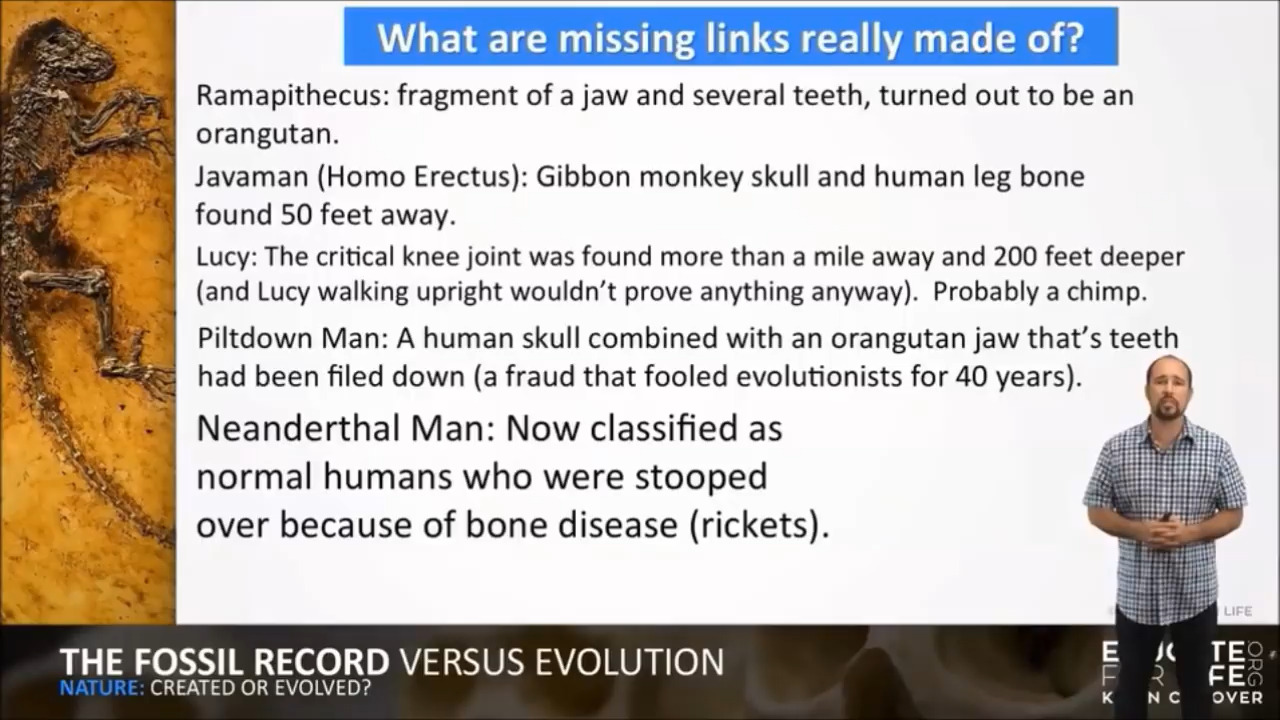 What are missing links really made of?
Ramapithecus: fragment of a jaw and several teeth, turned out to be an
orangutan.
Javaman (Homo Erectus): Gibbon monkey skull and human leg bone
found 50 feet away.
Lucy: The critical knee joint was found more than a mile away and 200 feet deeper
(and Lucy walking upright wouldn't prove anything anyway). Probably a chimp.
Piltdown Man: A human skull combined with an orangutan jaw that's teeth
had been filed down (a fraud that fooled evolutionists for 40 years).
Neanderthal Man: Now classified as
normal humans who were stooped
over because of bone disease (rickets).
LIFE
THE FOSSIL RECORD VERSUS EVOLUTION
NATURE: CREATED OR EVOLVED?
ORG